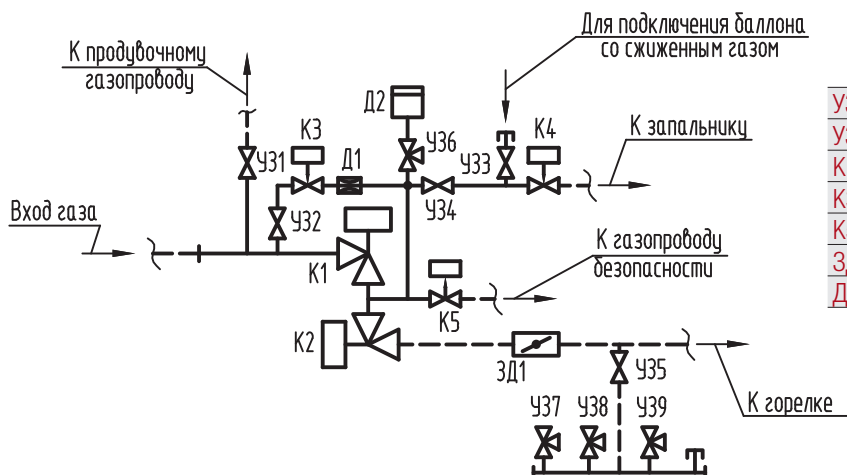 К продувочному
газопроводу
Для подключения баллона
со сжиженным газом
Д2
К3
К4
К запальнику
УЗ1
Д1
УЗ6
УЗ3
УЗ2
УЗ4
Вход газа
К1
К газопроводу
безопасности
К5
К2
ЗД1
УЗ5
К горелке
УЗ7
УЗ8
УЗ9